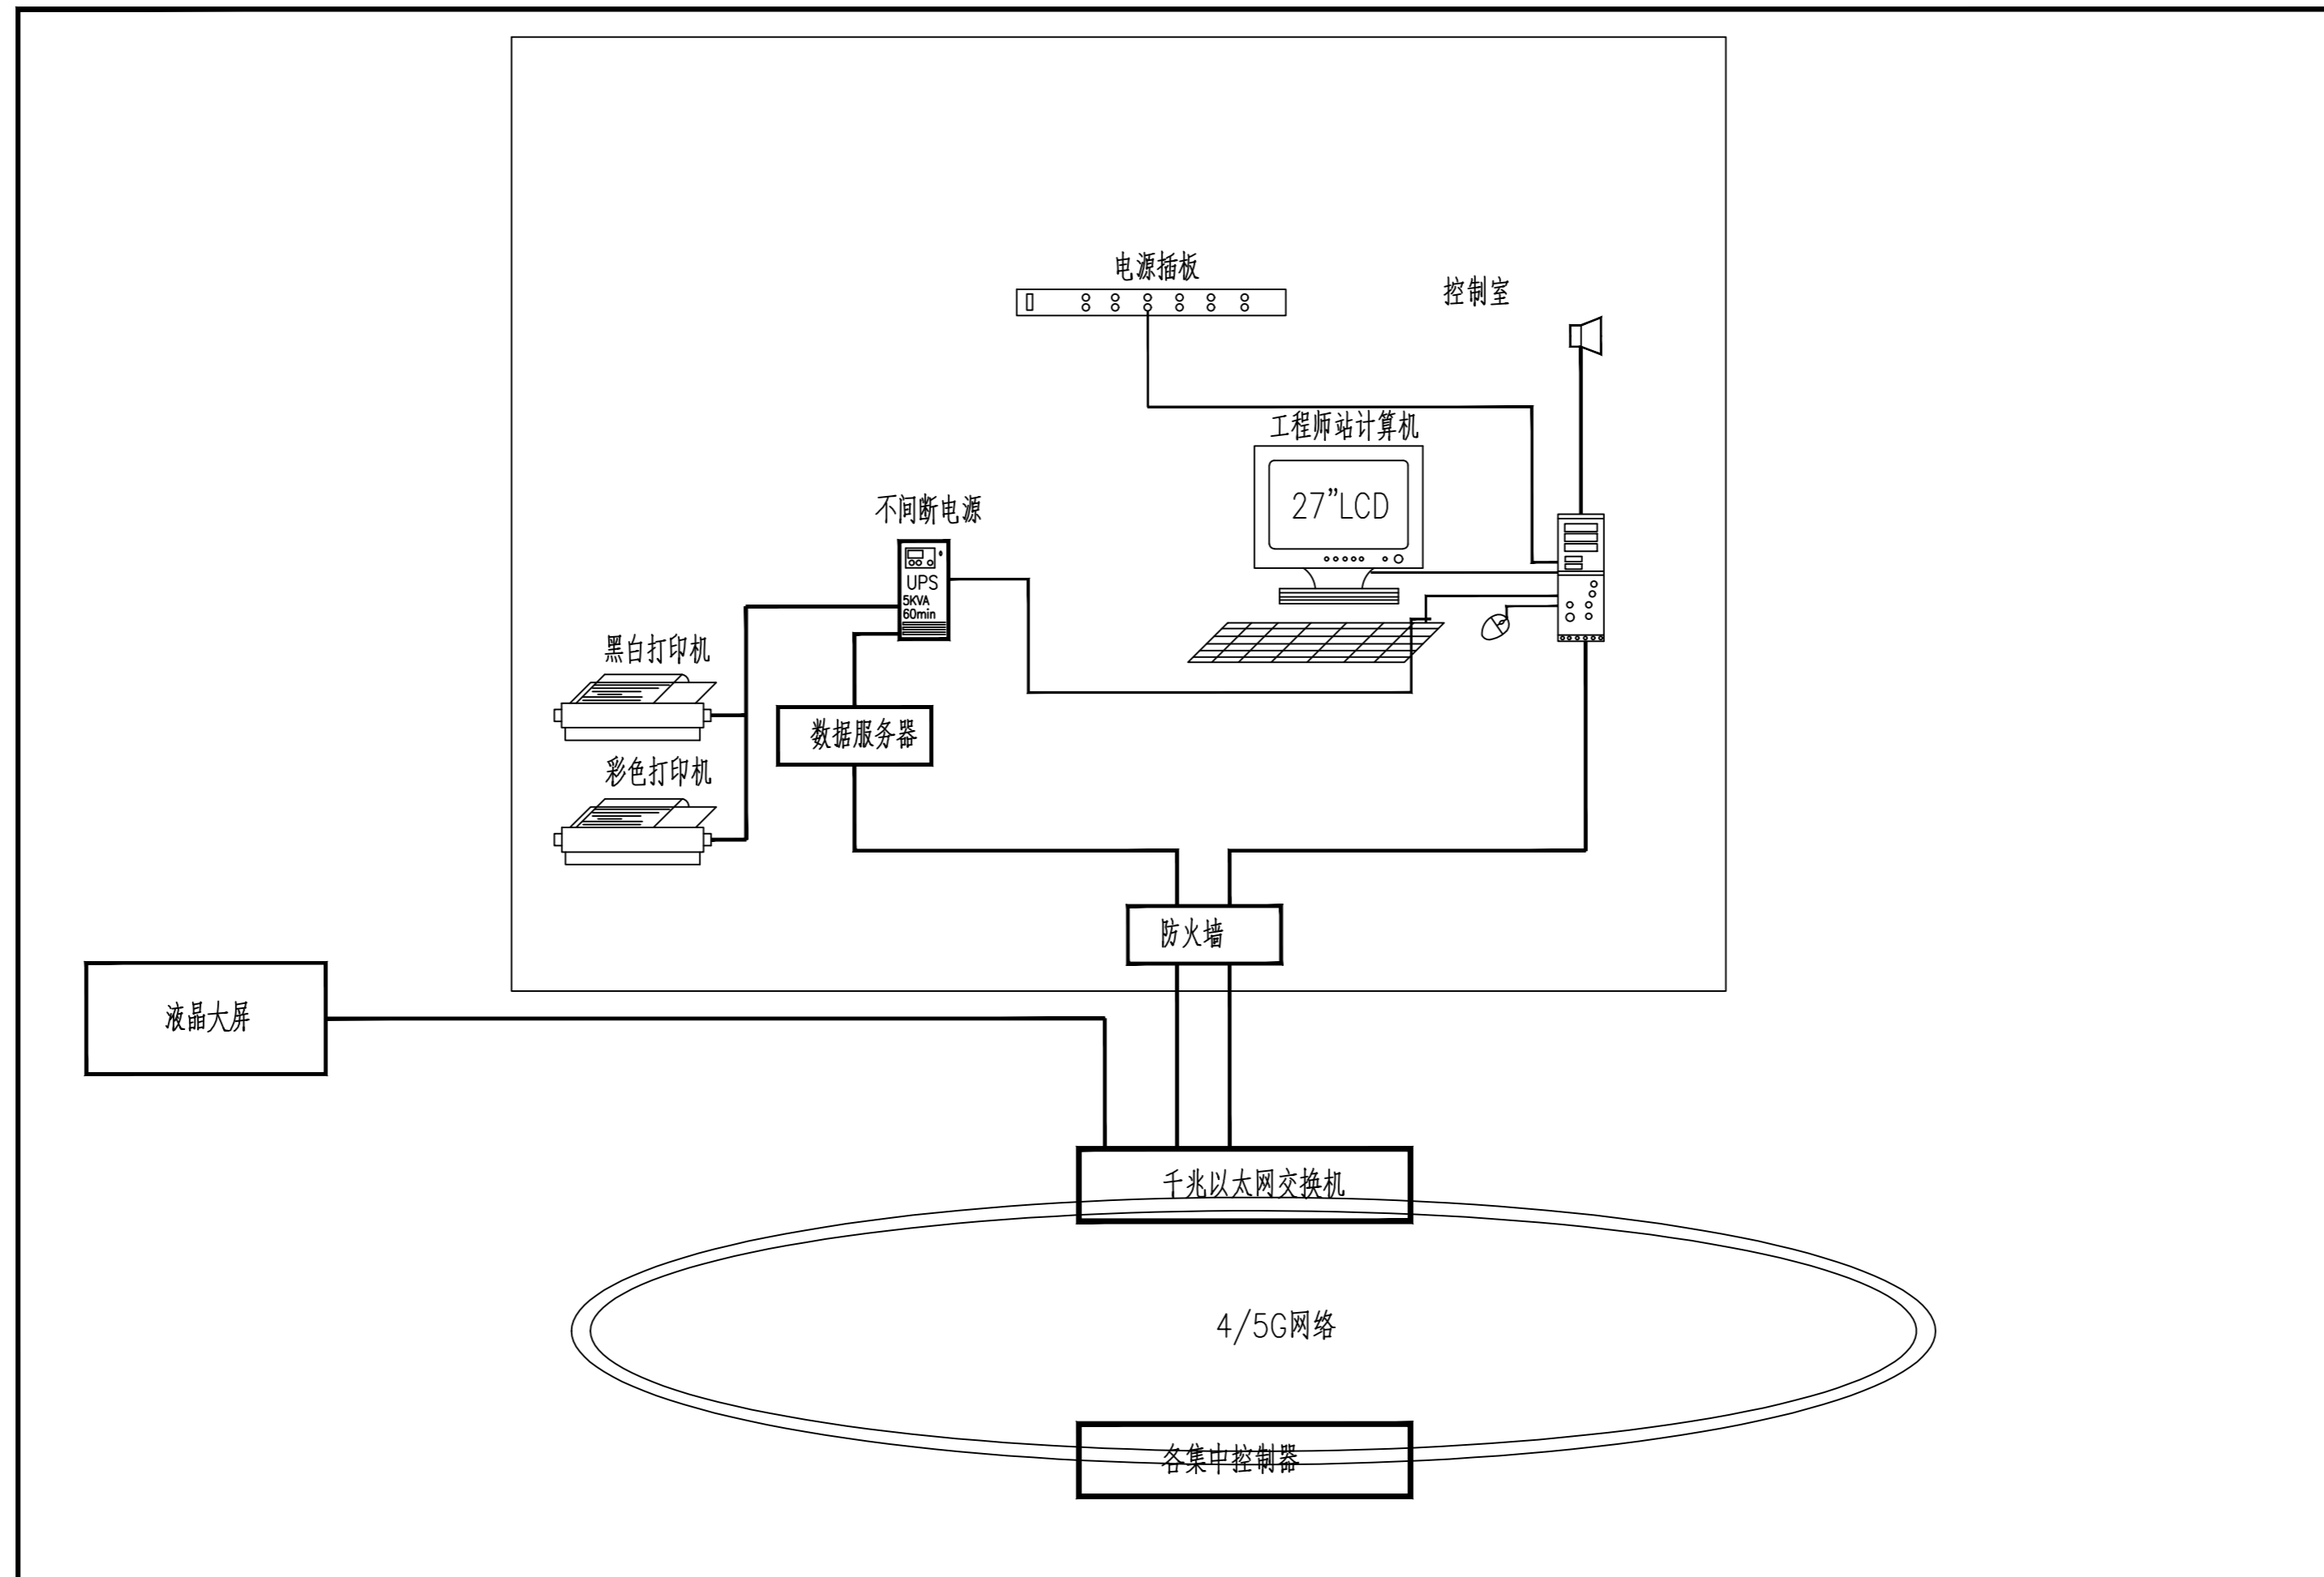 电源插板
控制室
工程师站计算机
27”LCD
不间断电源
UPS
5KVA
60min
黑白打印机
数据服务器
彩色打印机
防火墙
液晶大屏
千兆以太网交换机
4/5G网络
各集中控制器